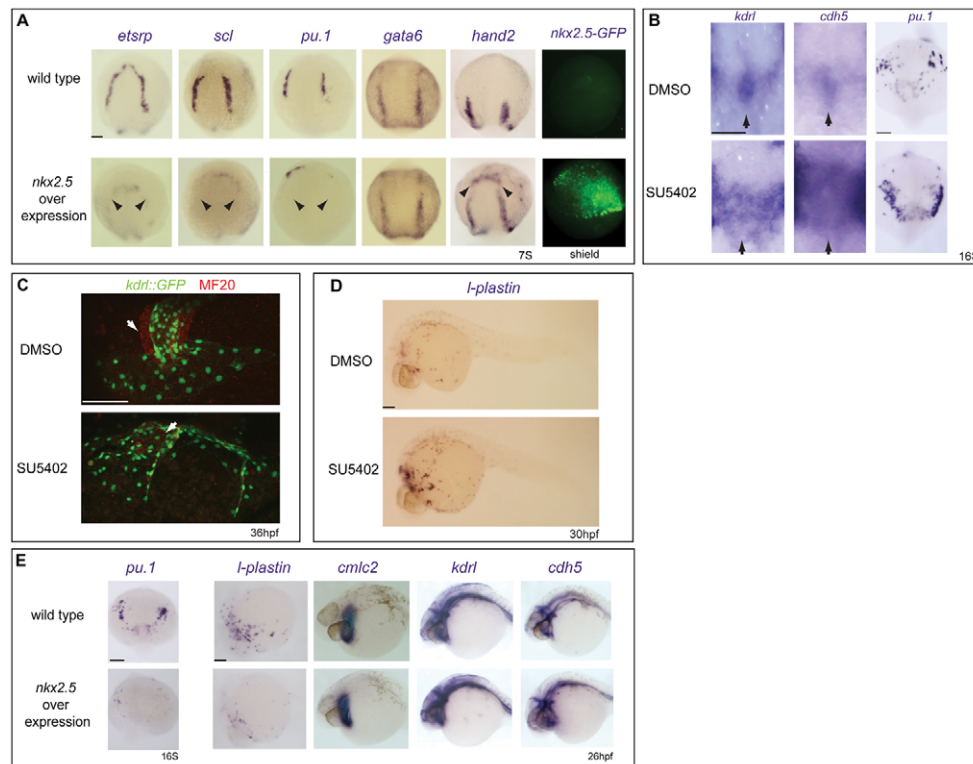 A
etsrp scl pu.1 gata6 hand2 nkx2.5-GFP
wild type
nkx2.5
over
expression
7S shield
B
kdrl cdh5 pu.1
DMSO
SU5402
16S
C
kdrl::GFP MF20
DMSO
SU5402
36hpf
D
l-plastin
DMSO
SU5402
30hpf
E
pu.1 l-plastin cmlc2 kdrl cdh5
wild type
nkx2.5
over
expression
16S 26hpf